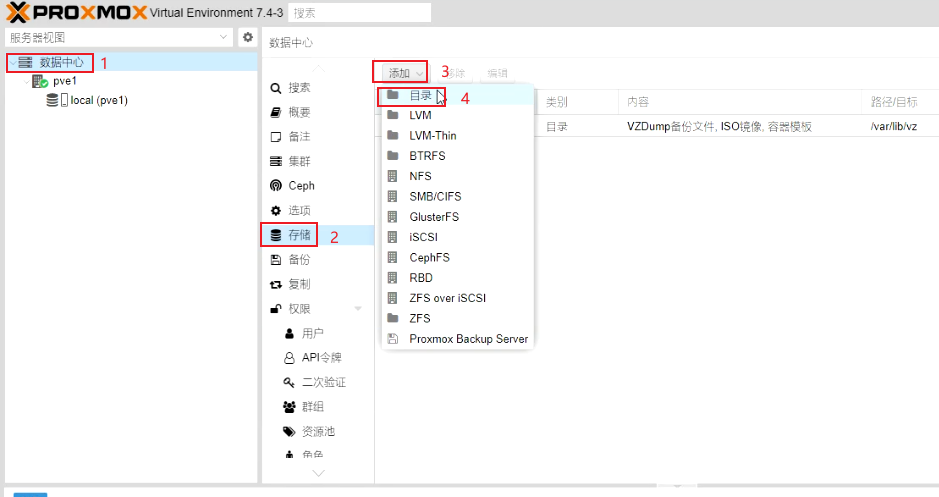 PROXMOX Virtual Environment 7.4-3 搜索
服务器视图
数据中心 1
pve1
local (pve1)
数据中心
添加 3 移除 编辑
搜索
概要
备注
集群
Ceph
选项
存储 2
备份
复制
权限
用户
API令牌
二次验证
群组
资源池
角色
目录 4
LVM
LVM-Thin
BTRFS
NFS
SMB/CIFS
GlusterFS
iSCSI
CephFS
RBD
ZFS over iSCSI
ZFS
Proxmox Backup Server
类别 内容 路径/目标
目录 VZDump备份文件, ISO镜像, 容器模板 /var/lib/vz